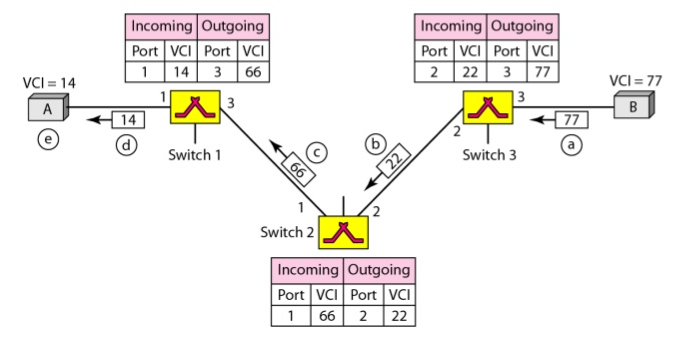 Incoming Outgoing
Port VCI Port VCI
1 14 3 66
Incoming Outgoing
Port VCI Port VCI
2 22 3 77
VCI = 14
VCI = 77
A
1
3
3
B
14
77
2
e
d
Switch 1
c
b
Switch 3
a
66
22
1
2
Switch 2
Incoming Outgoing
Port VCI Port VCI
1 66 2 22